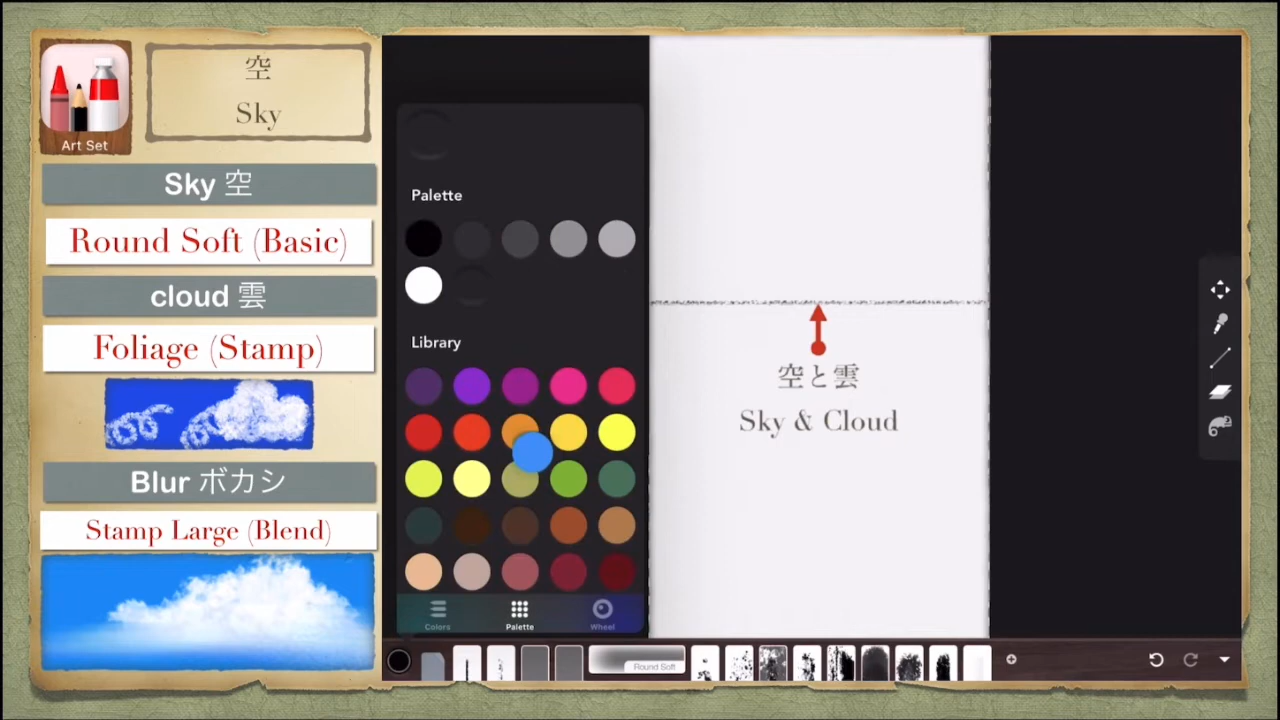 Art Set
空
Sky
Sky 空
Round Soft (Basic)
cloud 雲
Foliage (Stamp)
Blur ボカシ
Stamp Large (Blend)
Palette
Library
Colors
Palette
Wheel
空と雲
Sky & Cloud
Round Soft